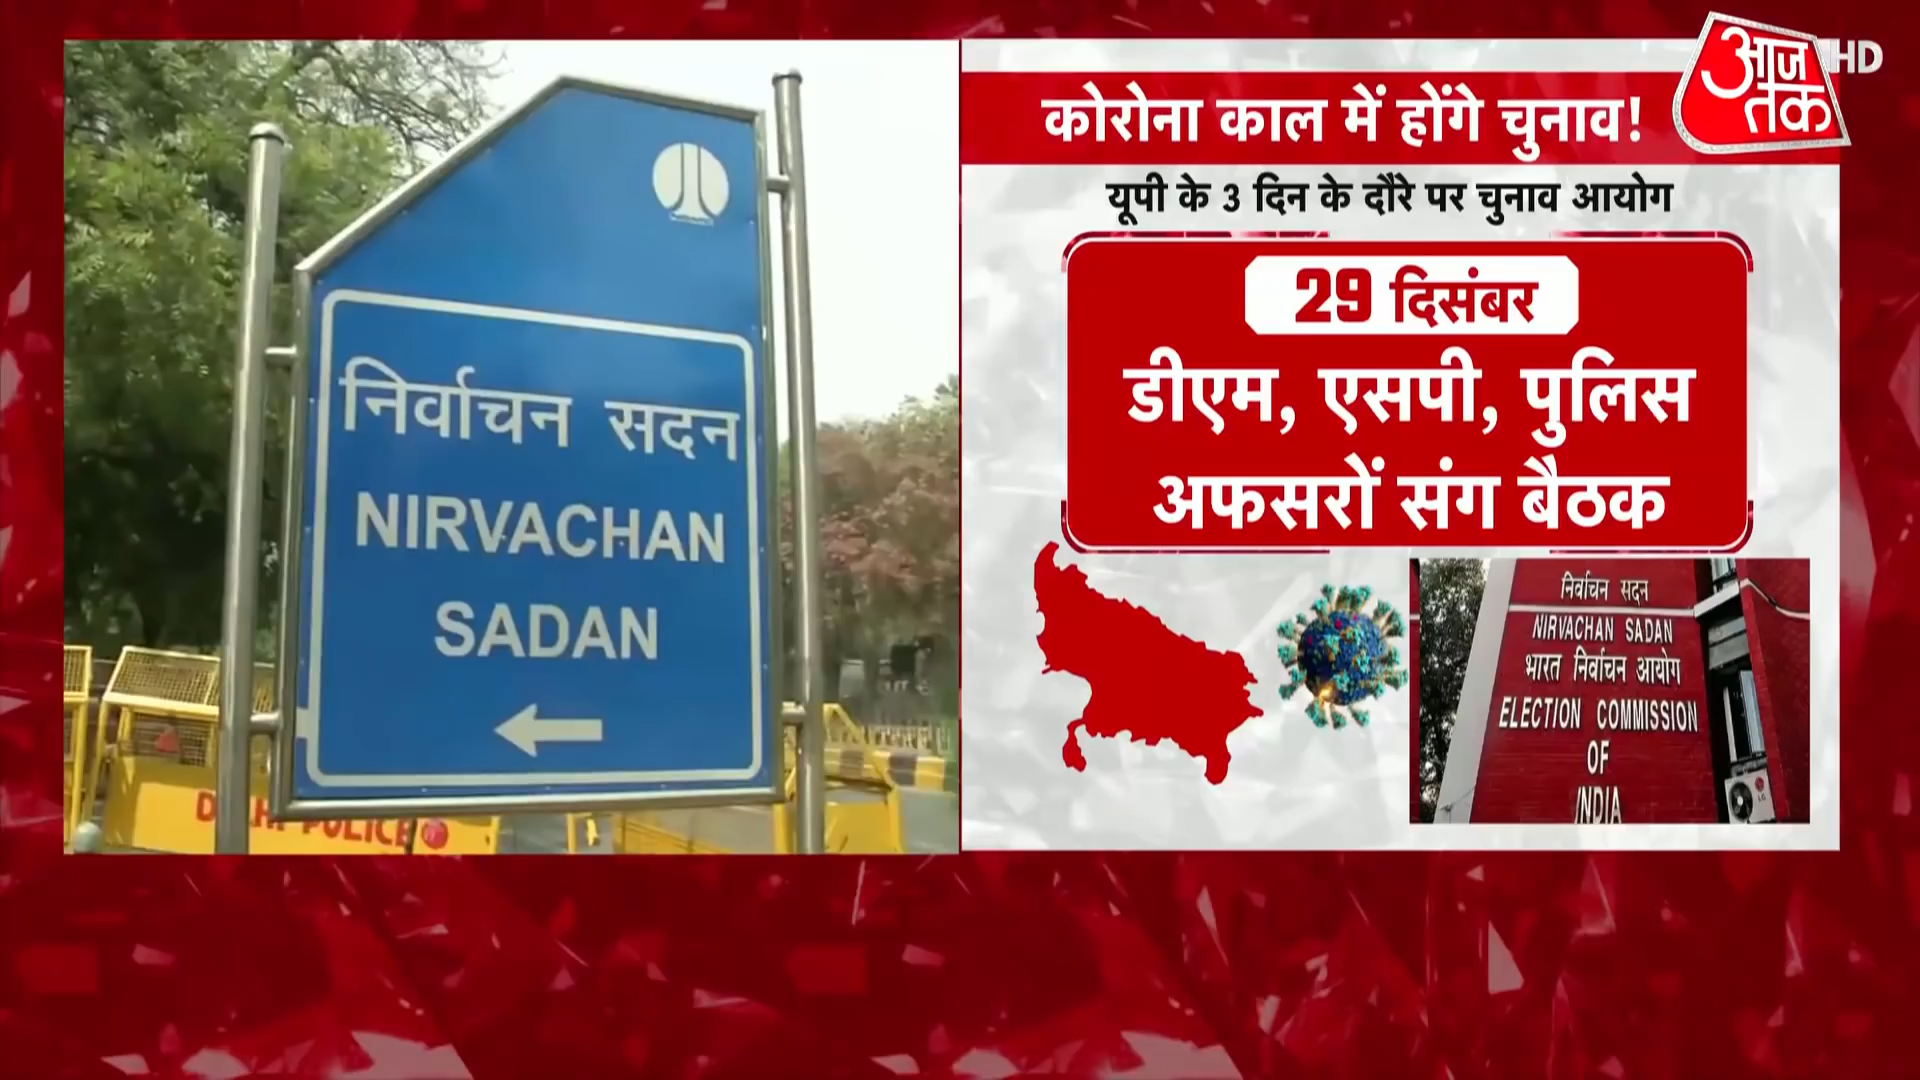 निर्वाचन सदन
NIRVACHAN
SADAN
POLICE
आज
तक
HD
कोरोना काल में होंगे चुनाव!
यूपी के 3 दिन के दौरे पर चुनाव आयोग
29 दिसंबर
डीएम, एसपी, पुलिस
अफसरों संग बैठक
निर्वाचन सदन
NIRVACHAN SADAN
भारत निर्वाचन आयोग
ELECTION COMMISSION
OF
INDIA
LG